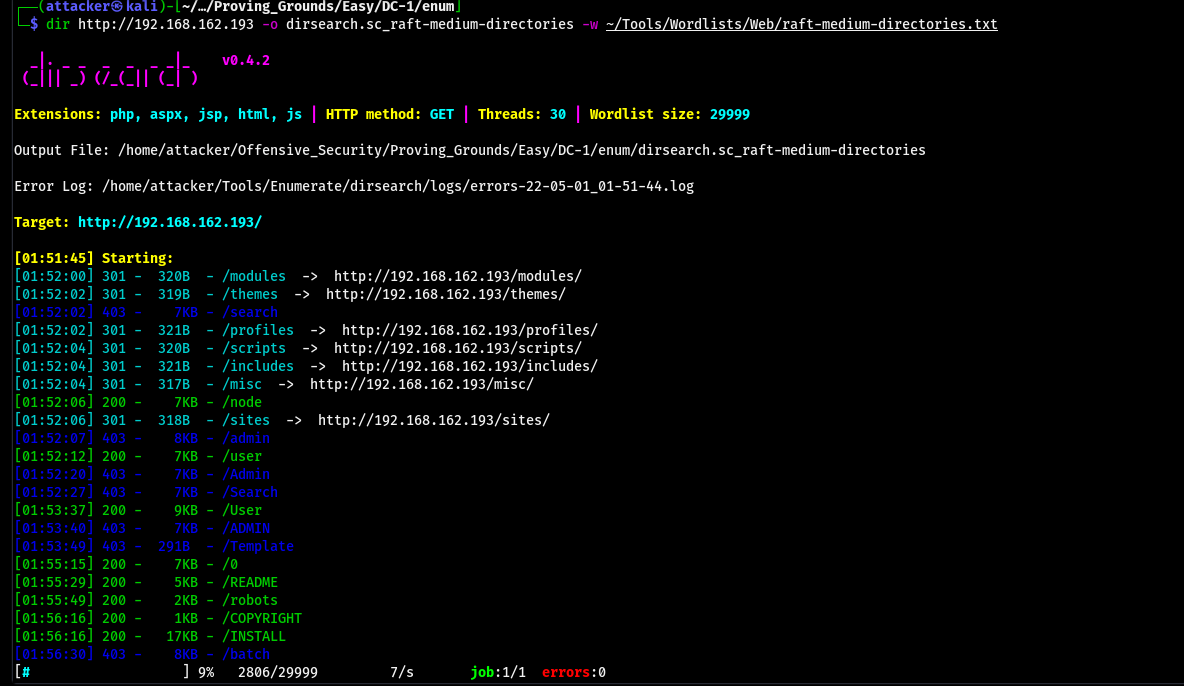 ┌──(attacker㉿kali)-[~/…/Proving_Grounds/Easy/DC-1/enum]
└─$ dir http://192.168.162.193 -o dirsearch.sc_raft-medium-directories -w ~/Tools/Wordlists/Web/raft-medium-directories.txt
_|. _ _  _  _  _ _|_    v0.4.2
(_||| _) (/_(_|| (_| )
Extensions: php, aspx, jsp, html, js | HTTP method: GET | Threads: 30 | Wordlist size: 29999
Output File: /home/attacker/Offensive_Security/Proving_Grounds/Easy/DC-1/enum/dirsearch.sc_raft-medium-directories
Error Log: /home/attacker/Tools/Enumerate/dirsearch/logs/errors-22-05-01_01-51-44.log
Target: http://192.168.162.193/
[01:51:45] Starting:
[01:52:00] 301 -  320B  - /modules  ->  http://192.168.162.193/modules/
[01:52:02] 301 -  319B  - /themes  ->  http://192.168.162.193/themes/
[01:52:02] 403 -    7KB - /search
[01:52:02] 301 -  321B  - /profiles  ->  http://192.168.162.193/profiles/
[01:52:04] 301 -  320B  - /scripts  ->  http://192.168.162.193/scripts/
[01:52:04] 301 -  321B  - /includes  ->  http://192.168.162.193/includes/
[01:52:04] 301 -  317B  - /misc  ->  http://192.168.162.193/misc/
[01:52:06] 200 -    7KB - /node
[01:52:06] 301 -  318B  - /sites  ->  http://192.168.162.193/sites/
[01:52:07] 403 -    8KB - /admin
[01:52:12] 200 -    7KB - /user
[01:52:20] 403 -    7KB - /Admin
[01:52:27] 403 -    7KB - /Search
[01:53:37] 200 -    9KB - /User
[01:53:40] 403 -    7KB - /ADMIN
[01:53:49] 403 -  291B  - /Template
[01:55:15] 200 -    7KB - /0
[01:55:29] 200 -    5KB - /README
[01:55:49] 200 -    2KB - /robots
[01:56:16] 200 -    1KB - /COPYRIGHT
[01:56:16] 200 -   17KB - /INSTALL
[01:56:30] 403 -    8KB - /batch
[#                   ] 9%   2806/29999         7/s       job:1/1  errors:0